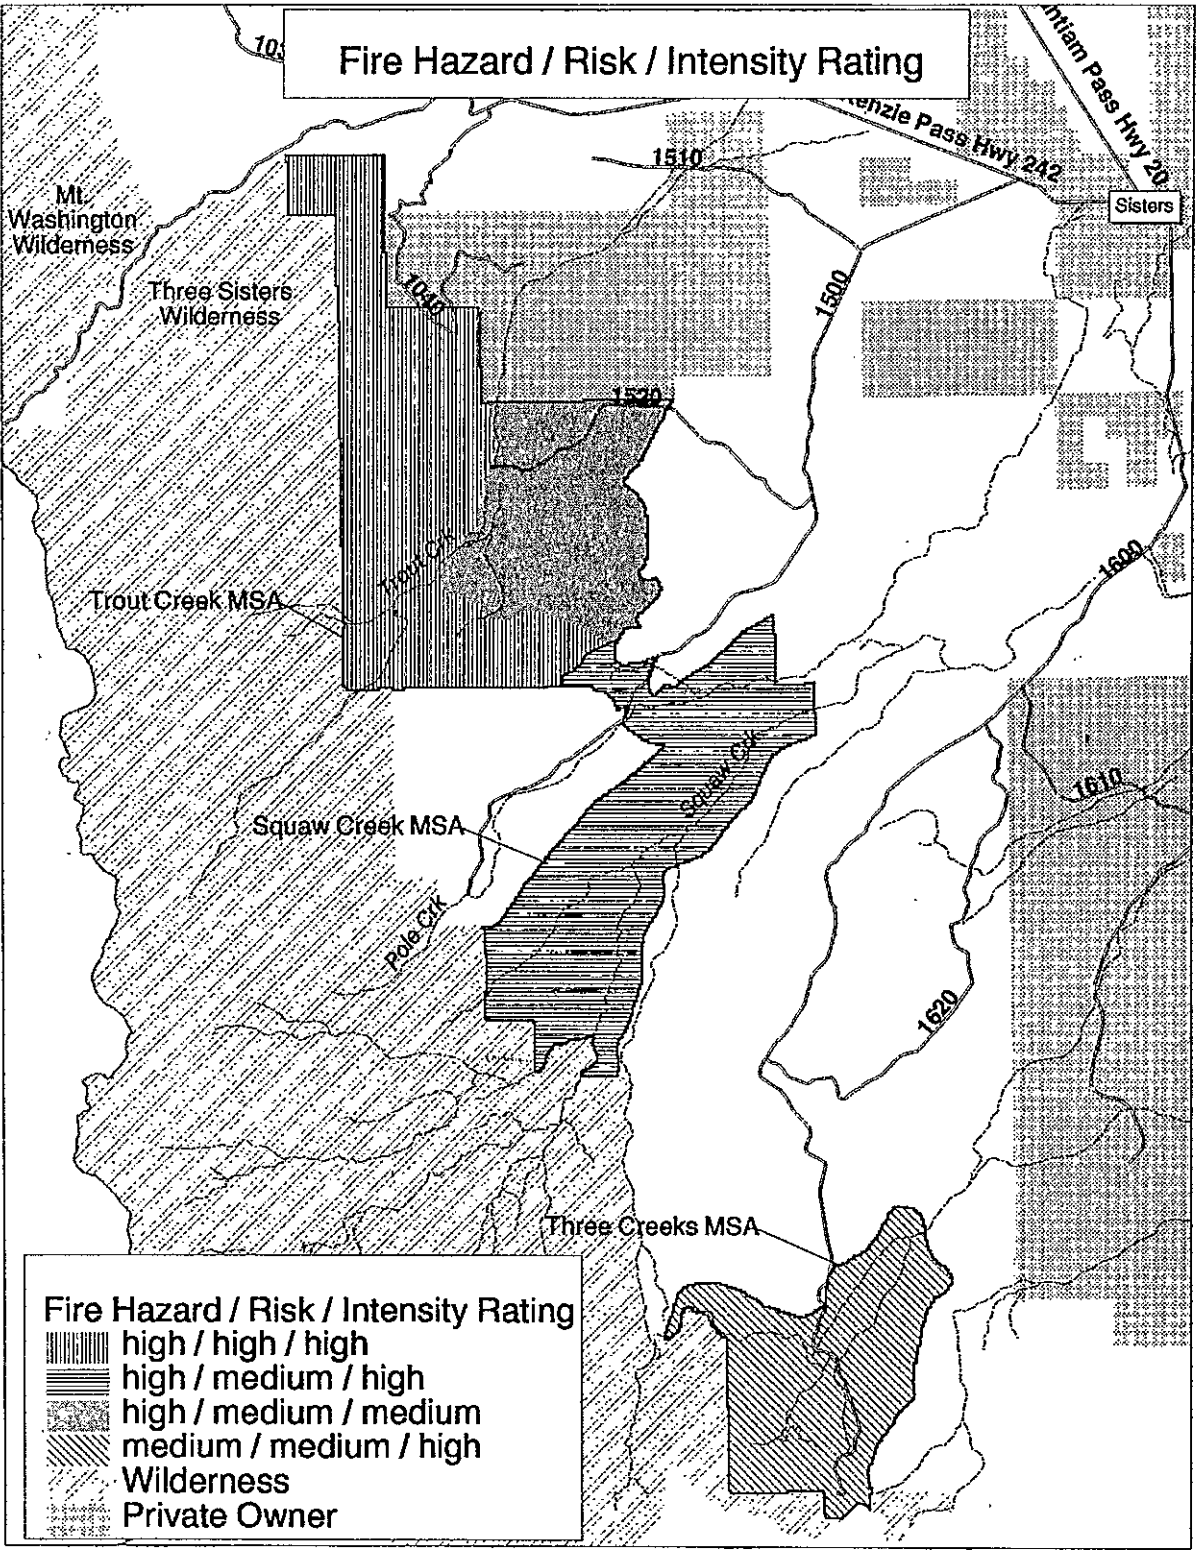 Fire Hazard / Risk / Intensity Rating
Pass Hwy 20
Pass Hwy 242
1510
Sisters
Mt.
Washington
Wilderness
Three Sisters
Wilderness
1040
1500
1520
Trout Crk
1600
Trout Creek MSA
Squaw Crk
1610
Squaw Creek MSA
Pole Crk
1620
Three Creeks MSA
Fire Hazard / Risk / Intensity Rating
high / high / high
high / medium / high
high / medium / medium
medium / medium / high
Wilderness
Private Owner